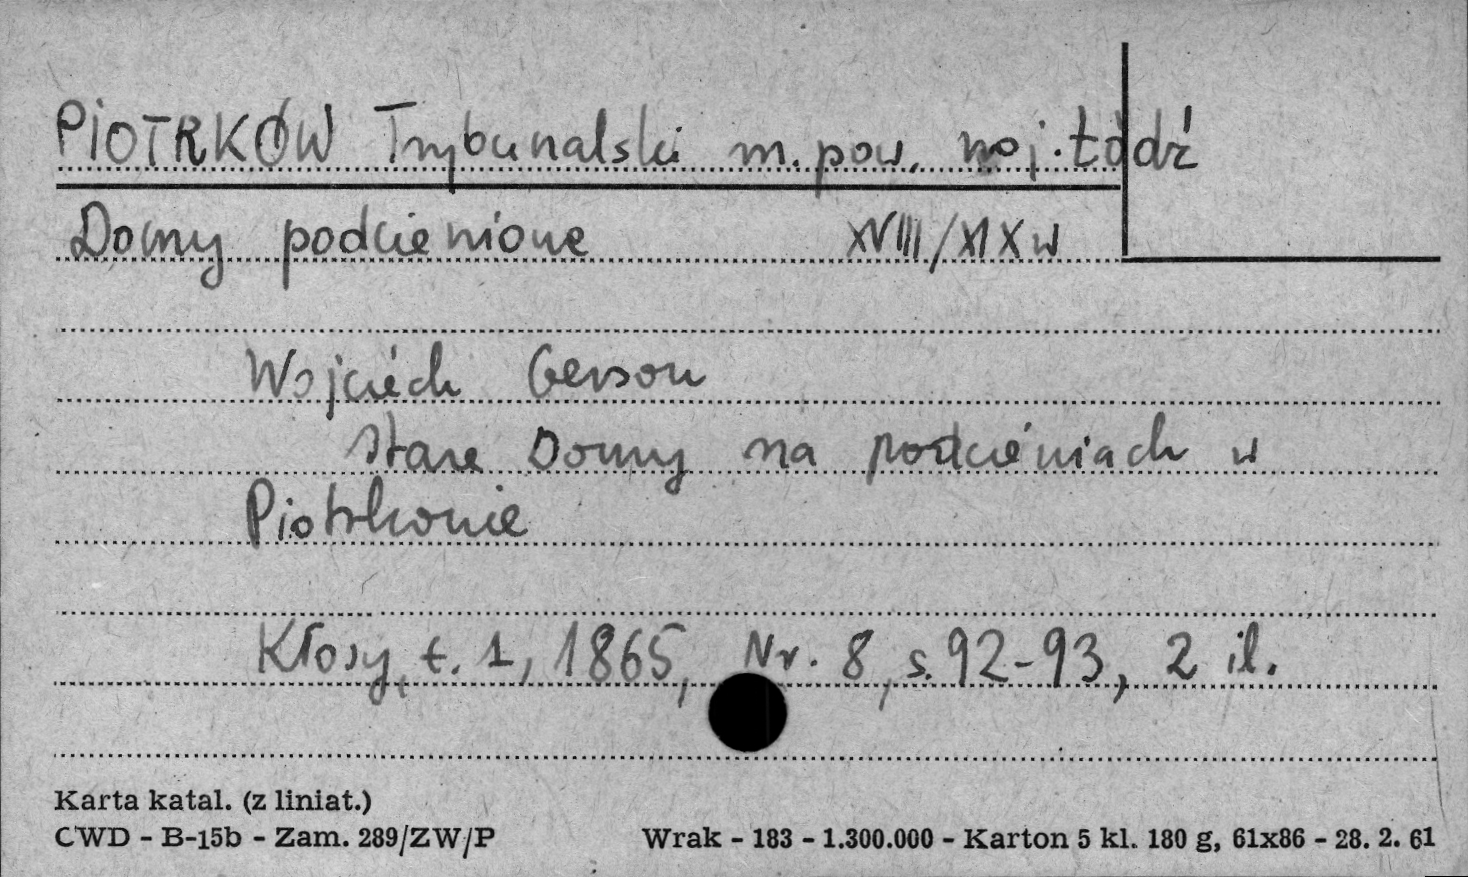 PIOTRKÓW Trybunalski m. pow. woj. Łódź
Domy podcieniowe XVIII/XIX w
Wojciech Gerson
Stare Domy na podcieniach w
Piotrkowie
Kłosy, t. 1, 1865, Nr. 8, s. 92-93, 2 il.
Karta katal. (z liniat.)
CWD - B-15b - Zam. 289/ZW/P Wrak - 183 - 1.300.000 - Karton 5 kl. 180 g, 61x86 - 28. 2. 61